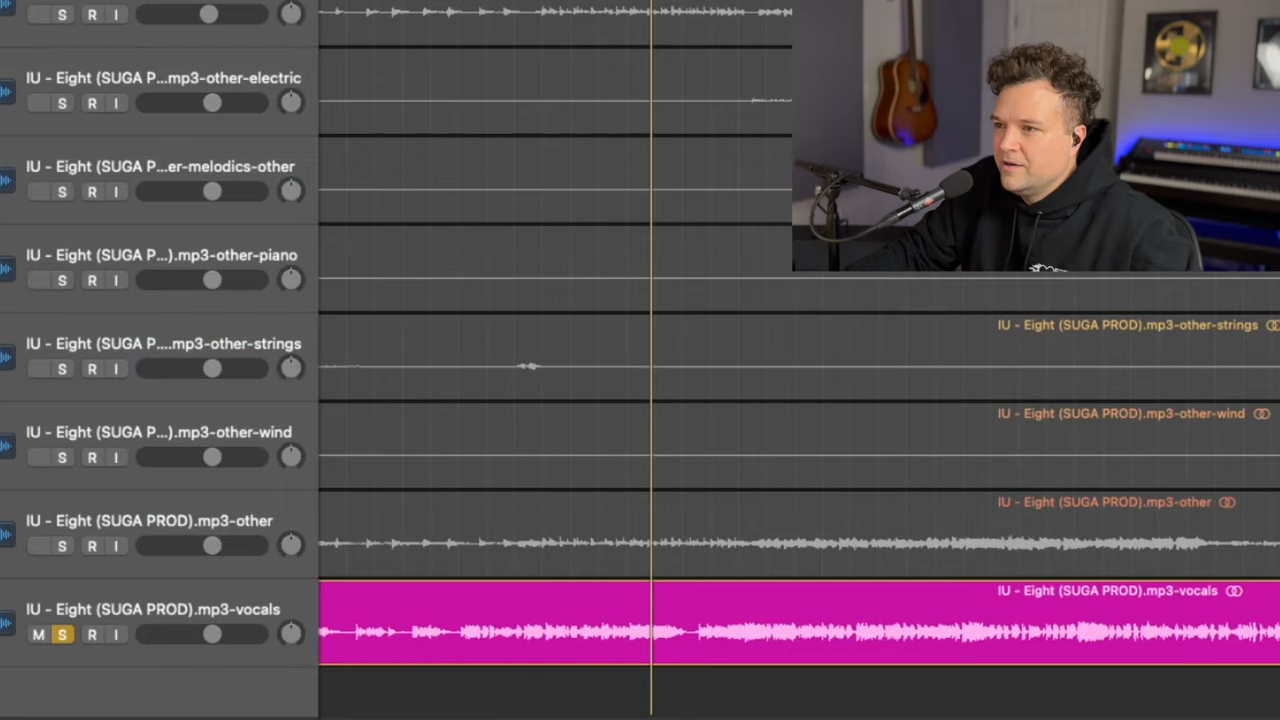 S R I
IU - Eight (SUGA P...mp3-other-electric
S R I
IU - Eight (SUGA P...er-melodics-other
S R I
IU - Eight (SUGA P...).mp3-other-piano
S R I
IU - Eight (SUGA PROD).mp3-other-strings
IU - Eight (SUGA P....mp3-other-strings
S R I
IU - Eight (SUGA PROD).mp3-other-wind
IU - Eight (SUGA P...).mp3-other-wind
S R I
IU - Eight (SUGA PROD).mp3-other
IU - Eight (SUGA PROD).mp3-other
S R I
IU - Eight (SUGA PROD).mp3-vocals
IU - Eight (SUGA PROD).mp3-vocals
M S R I